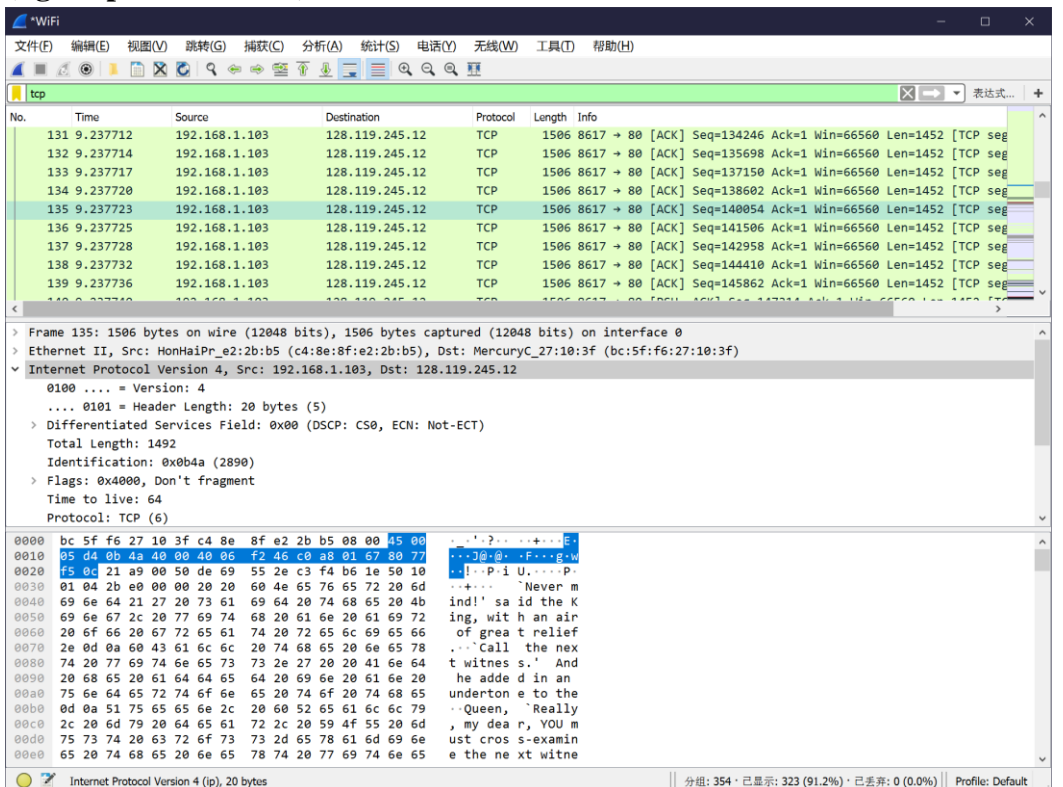 *WiFi
文件(F) 编辑(E) 视图(V) 跳转(G) 捕获(C) 分析(A) 统计(S) 电话(Y) 无线(W) 工具(T) 帮助(H)
tcp 表达式… +
No. Time Source Destination Protocol Length Info
131 9.237712 192.168.1.103 128.119.245.12 TCP 1506 8617 → 80 [ACK] Seq=134246 Ack=1 Win=66560 Len=1452 [TCP seg
132 9.237714 192.168.1.103 128.119.245.12 TCP 1506 8617 → 80 [ACK] Seq=135698 Ack=1 Win=66560 Len=1452 [TCP seg
133 9.237717 192.168.1.103 128.119.245.12 TCP 1506 8617 → 80 [ACK] Seq=137150 Ack=1 Win=66560 Len=1452 [TCP seg
134 9.237720 192.168.1.103 128.119.245.12 TCP 1506 8617 → 80 [ACK] Seq=138602 Ack=1 Win=66560 Len=1452 [TCP seg
135 9.237723 192.168.1.103 128.119.245.12 TCP 1506 8617 → 80 [ACK] Seq=140054 Ack=1 Win=66560 Len=1452 [TCP seg
136 9.237725 192.168.1.103 128.119.245.12 TCP 1506 8617 → 80 [ACK] Seq=141506 Ack=1 Win=66560 Len=1452 [TCP seg
137 9.237728 192.168.1.103 128.119.245.12 TCP 1506 8617 → 80 [ACK] Seq=142958 Ack=1 Win=66560 Len=1452 [TCP seg
138 9.237732 192.168.1.103 128.119.245.12 TCP 1506 8617 → 80 [ACK] Seq=144410 Ack=1 Win=66560 Len=1452 [TCP seg
139 9.237736 192.168.1.103 128.119.245.12 TCP 1506 8617 → 80 [ACK] Seq=145862 Ack=1 Win=66560 Len=1452 [TCP seg
> Frame 135: 1506 bytes on wire (12048 bits), 1506 bytes captured (12048 bits) on interface 0
> Ethernet II, Src: HonHaiPr_e2:2b:b5 (c4:8e:8f:e2:2b:b5), Dst: MercuryC_27:10:3f (bc:5f:f6:27:10:3f)
Internet Protocol Version 4, Src: 192.168.1.103, Dst: 128.119.245.12
0100 .... = Version: 4
.... 0101 = Header Length: 20 bytes (5)
> Differentiated Services Field: 0x00 (DSCP: CS0, ECN: Not-ECT)
Total Length: 1492
Identification: 0x0b4a (2890)
> Flags: 0x4000, Don't fragment
Time to live: 64
Protocol: TCP (6)
0000 bc 5f f6 27 10 3f c4 8e 8f e2 2b b5 08 00 45 00 ·_·'·?·· ··+···E·
0010 05 d4 0b 4a 40 00 40 06 f2 46 c0 a8 01 67 80 77 ···J@·@· ·F···g·w
0020 f5 0c 21 a9 00 50 de 69 55 2e c3 f4 b6 1e 50 10 ··!··P·i U.····P·
0030 01 04 2b e0 00 00 20 20 60 4e 65 76 65 72 20 6d ··+··· `Never m
0040 69 6e 64 21 27 20 73 61 69 64 20 74 68 65 20 4b ind!' sa id the K
0050 69 6e 67 2c 20 77 69 74 68 20 61 6e 20 61 69 72 ing, wit h an air
0060 20 6f 66 20 67 72 65 61 74 20 72 65 6c 69 65 66 of grea t relief
0070 2e 0d 0a 60 43 61 6c 6c 20 74 68 65 20 6e 65 78 .··`Call the nex
0080 74 20 77 69 74 6e 65 73 73 2e 27 20 20 41 6e 64 t witnes s.' And
0090 20 68 65 20 61 64 64 65 64 20 69 6e 20 61 6e 20 he adde d in an
00a0 75 6e 64 65 72 74 6f 6e 65 20 74 6f 20 74 68 65 underton e to the
00b0 0d 0a 51 75 65 65 6e 2c 20 60 52 65 61 6c 6c 79 ··Queen, `Really
00c0 2c 20 6d 79 20 64 65 61 72 2c 20 59 4f 55 20 6d , my dea r, YOU m
00d0 75 73 74 20 63 72 6f 73 73 2d 65 78 61 6d 69 6e ust cros s-examin
00e0 65 20 74 68 65 20 6e 65 78 74 20 77 69 74 6e 65 e the ne xt witne
Internet Protocol Version 4 (ip), 20 bytes 分组: 354 · 已显示: 323 (91.2%) · 已丢弃: 0 (0.0%) Profile: Default